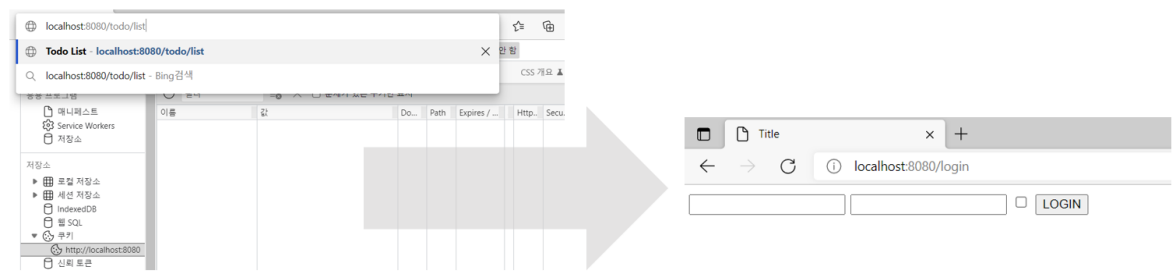 localhost:8080/todo/list
Todo List - localhost:8080/todo/list
안 함
localhost:8080/todo/list - Bing검색
CSS 개요
매니페스트
Service Workers
저장소
이름 값 Do... Path Expires / ... Http... Secu.
저장소
로컬 저장소
세션 저장소
IndexedDB
웹 SQL
쿠키
http://localhost:8080
신뢰 토큰
Title
localhost:8080/login
LOGIN